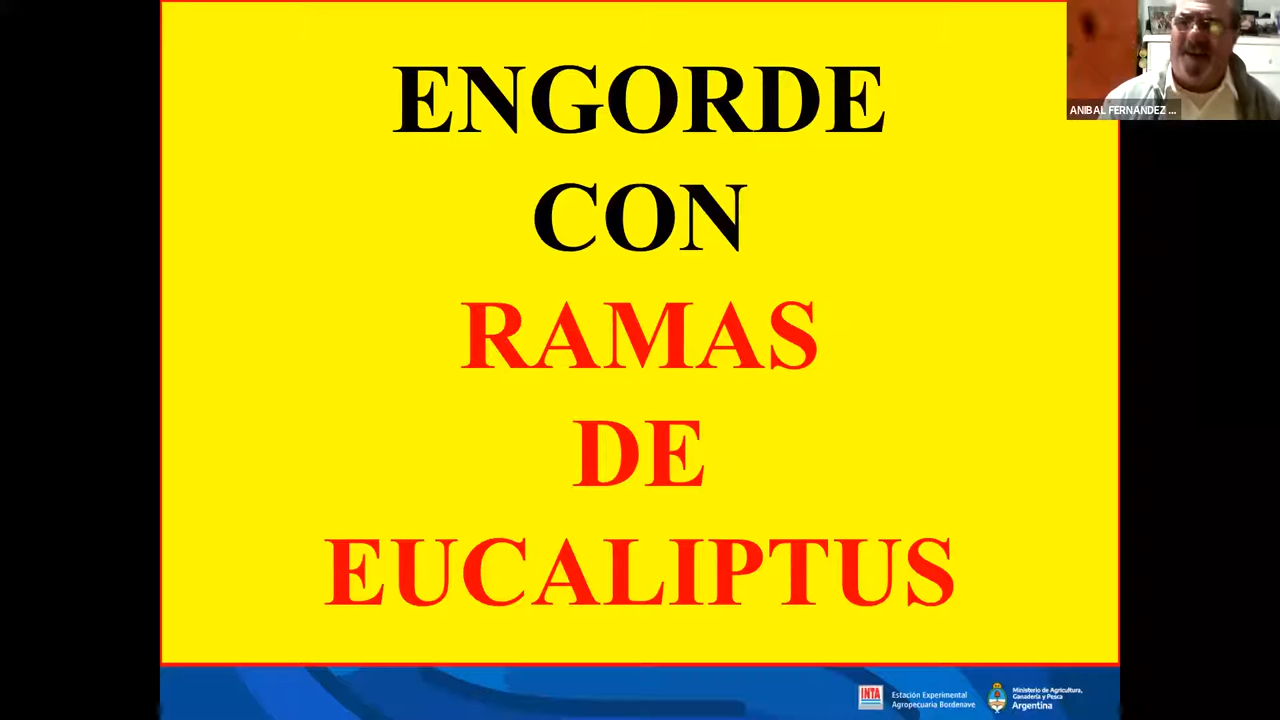 ENGORDE
CON
RAMAS
DE
EUCALIPTUS
ANIBAL FERNANDEZ ...
INTA
Estación Experimental
Agropecuaria Bordenave
Ministerio de Agricultura,
Ganadería y Pesca
Argentina